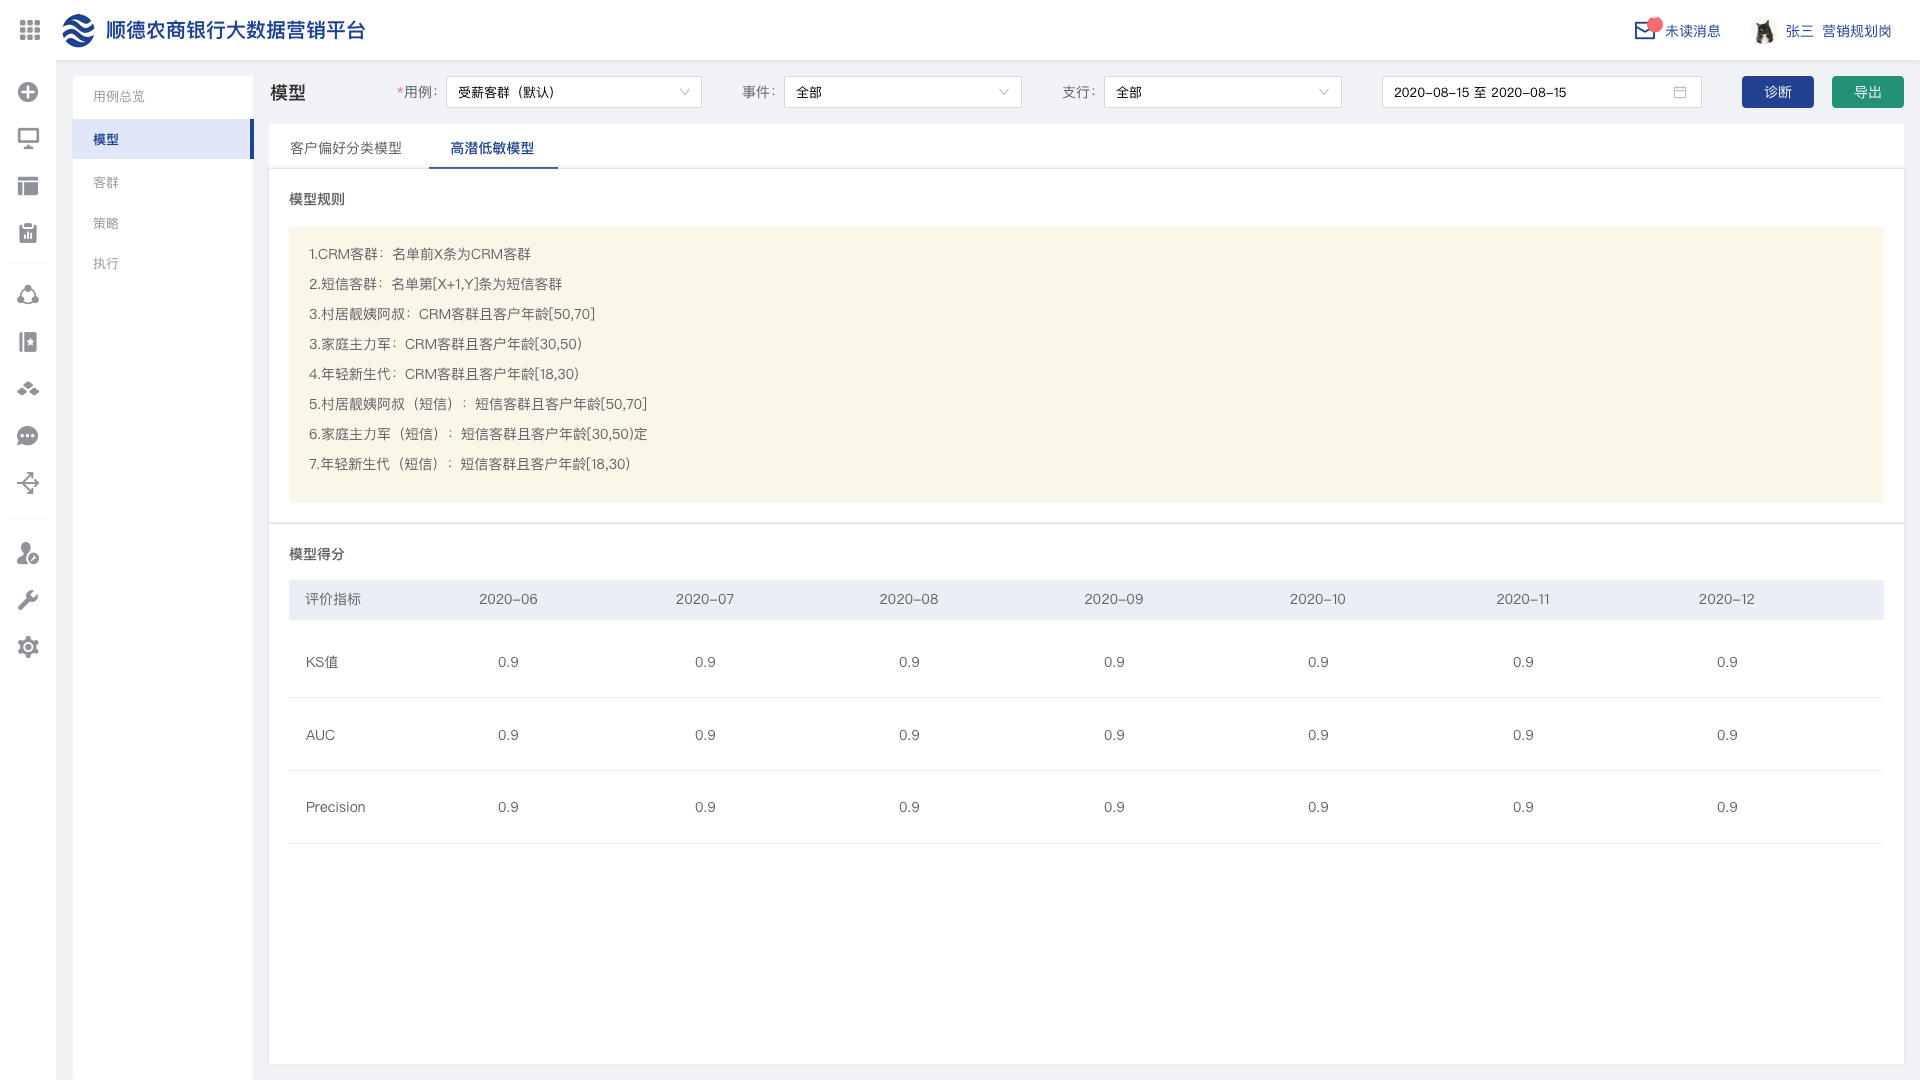 顺德农商银行大数据营销平台
未读消息
张三 营销规划岗
用例总览
模型
客群
策略
执行
模型
*用例: 受薪客群（默认）
事件: 全部
支行: 全部
2020-08-15 至 2020-08-15
诊断
导出
客户偏好分类模型
高潜低敏模型
模型规则
1.CRM客群：名单前X条为CRM客群
2.短信客群：名单第[X+1,Y]条为短信客群
3.村居靓姨阿叔：CRM客群且客户年龄[50,70]
3.家庭主力军：CRM客群且客户年龄[30,50)
4.年轻新生代：CRM客群且客户年龄[18,30)
5.村居靓姨阿叔（短信）：短信客群且客户年龄[50,70]
6.家庭主力军（短信）：短信客群且客户年龄[30,50)定
7.年轻新生代（短信）：短信客群且客户年龄[18,30)
模型得分
评价指标 2020-06 2020-07 2020-08 2020-09 2020-10 2020-11 2020-12
KS值 0.9 0.9 0.9 0.9 0.9 0.9 0.9
AUC 0.9 0.9 0.9 0.9 0.9 0.9 0.9
Precision 0.9 0.9 0.9 0.9 0.9 0.9 0.9